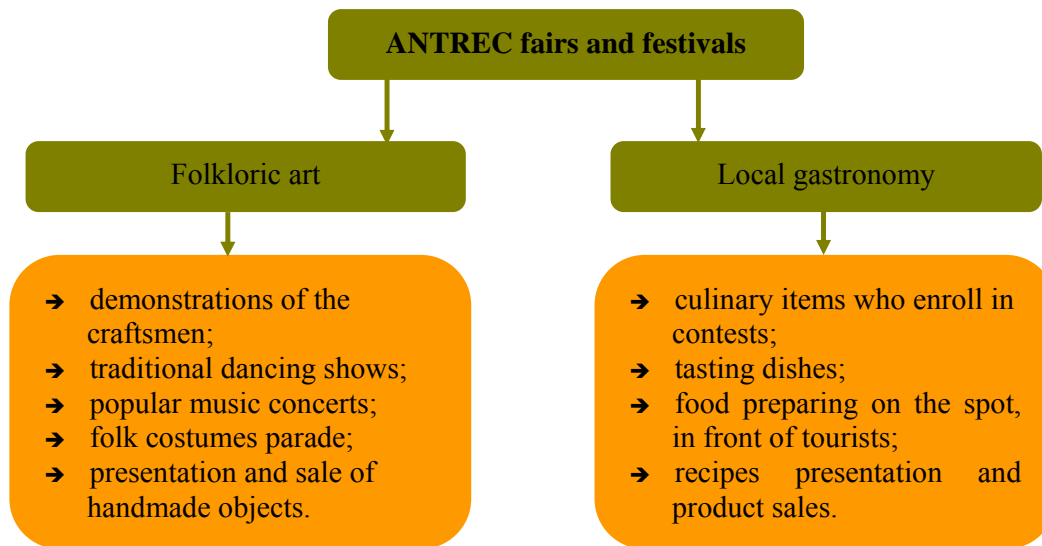 ANTREC fairs and festivals
Folkloric art
➔ demonstrations of the
craftsmen;
➔ traditional dancing shows;
➔ popular music concerts;
➔ folk costumes parade;
➔ presentation and sale of
handmade objects.
Local gastronomy
➔ culinary items who enroll in
contests;
➔ tasting dishes;
➔ food preparing on the spot,
in front of tourists;
➔ recipes presentation and
product sales.